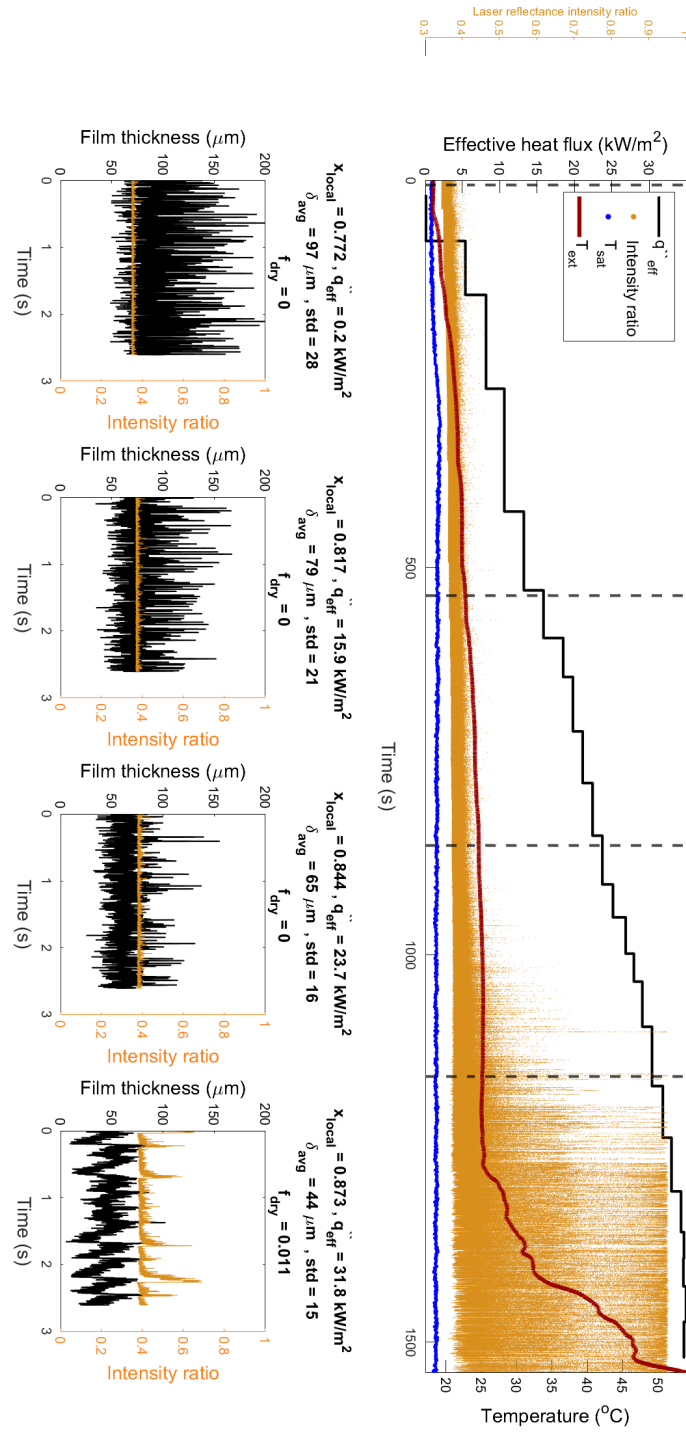 Laser reflectance intensity ratio
0.3 0.4 0.5 0.6 0.7 0.8 0.9 1
Effective heat flux (kW/m²)
0 5 10 15 20 25 30 35
q``eff
Intensity ratio
Tsat
Text
500 1000 1500
Time (s)
20 25 30 35 40 45 50 55
Temperature (°C)
xlocal = 0.772 , q``eff = 0.2 kW/m²
δavg = 97 μm , std = 28
fdry = 0
Film thickness (μm)
0 50 100 150 200
0 1 2 3
Time (s)
0 0.2 0.4 0.6 0.8 1
Intensity ratio
xlocal = 0.817 , q``eff = 15.9 kW/m²
δavg = 79 μm , std = 21
fdry = 0
Film thickness (μm)
0 50 100 150 200
0 1 2 3
Time (s)
0 0.2 0.4 0.6 0.8 1
Intensity ratio
xlocal = 0.844 , q``eff = 23.7 kW/m²
δavg = 65 μm , std = 16
fdry = 0
Film thickness (μm)
0 50 100 150 200
0 1 2 3
Time (s)
0 0.2 0.4 0.6 0.8 1
Intensity ratio
xlocal = 0.873 , q``eff = 31.8 kW/m²
δavg = 44 μm , std = 15
fdry = 0.011
Film thickness (μm)
0 50 100 150 200
0 1 2 3
Time (s)
0 0.2 0.4 0.6 0.8 1
Intensity ratio